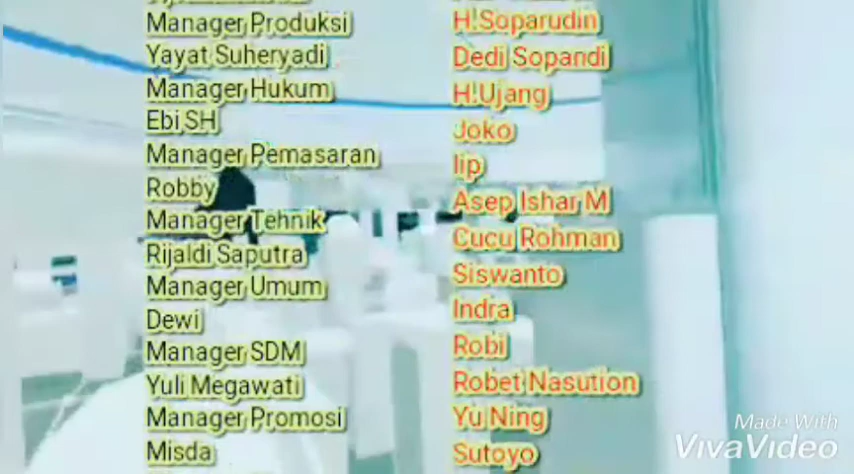 Manager Produksi
Yayat Suheryadi
Manager Hukum
Ebi SH
Manager Pemasaran
Robby
Manager Tehnik
Rijaldi Saputra
Manager Umum
Dewi
Manager SDM
Yuli Megawati
Manager Promosi
Misda
H.Soparudin
Dedi Sopandi
H.Ujang
Joko
Iip
Asep Ishar M
Cucu Rohman
Siswanto
Indra
Robi
Robet Nasution
Yu Ning
Sutoyo
Made With
VivaVideo